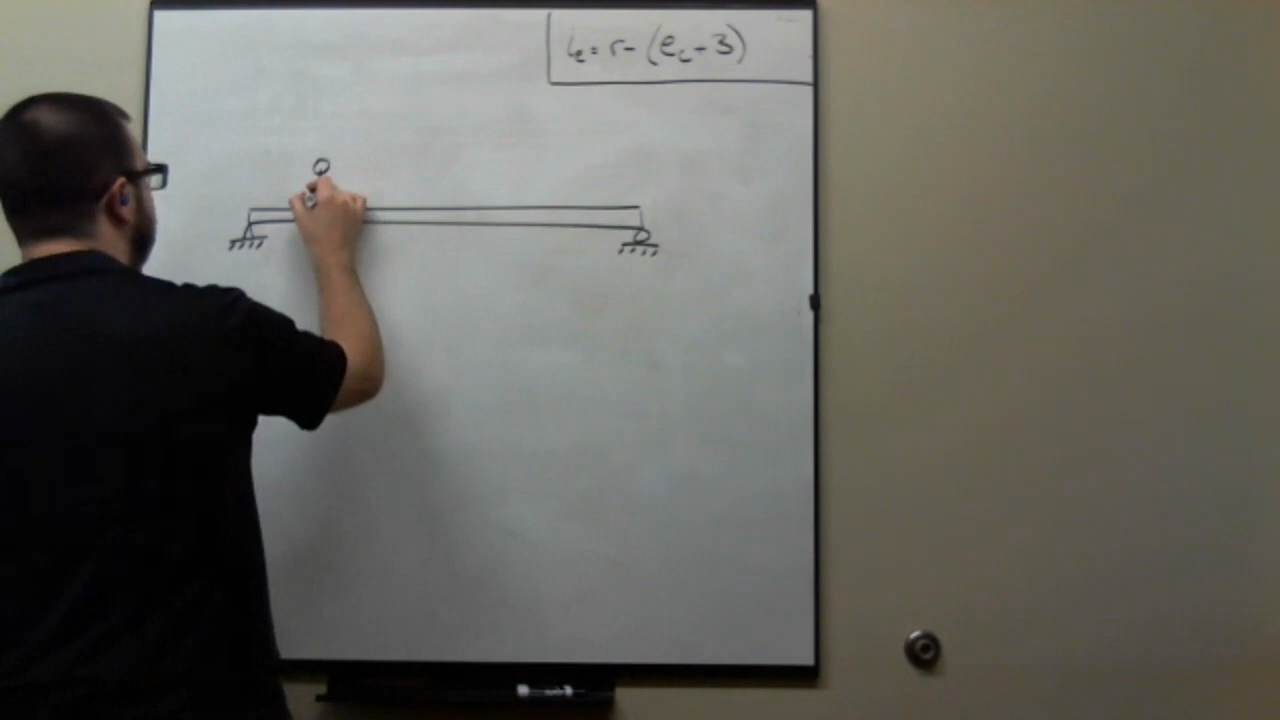 ie = r - (ec + 3)